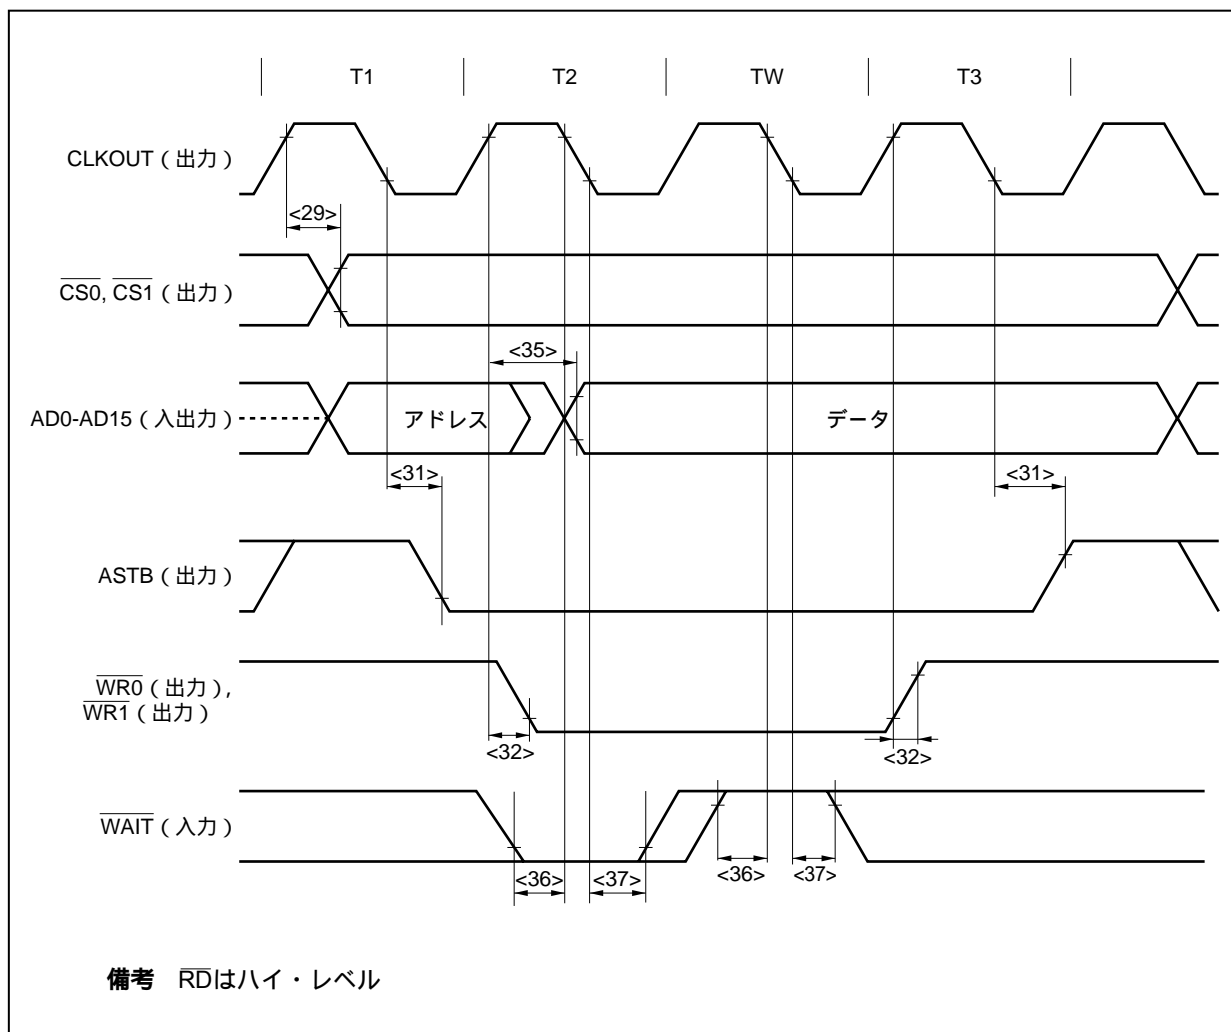 T1 T2 TW T3
CLKOUT（出力）
<29>
CS0, CS1（出力）
<35>
AD0-AD15（入出力） アドレス データ
<31> <31>
ASTB（出力）
WR0（出力）,
WR1（出力）
<32> <32>
WAIT（入力）
<36> <37> <36> <37>
備考 RDはハイ・レベル